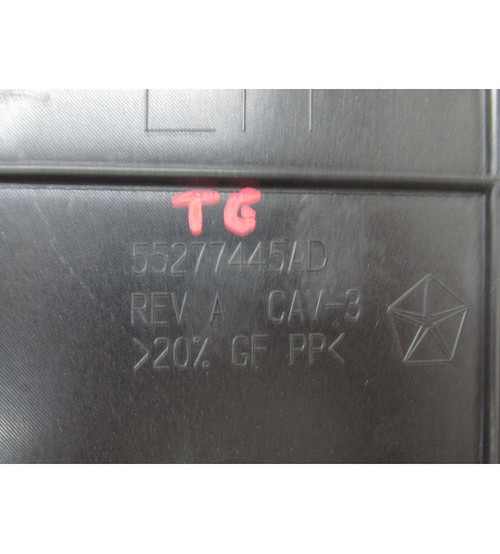 TG
55277445AD
REV A CAV-3
>20% GF PP<